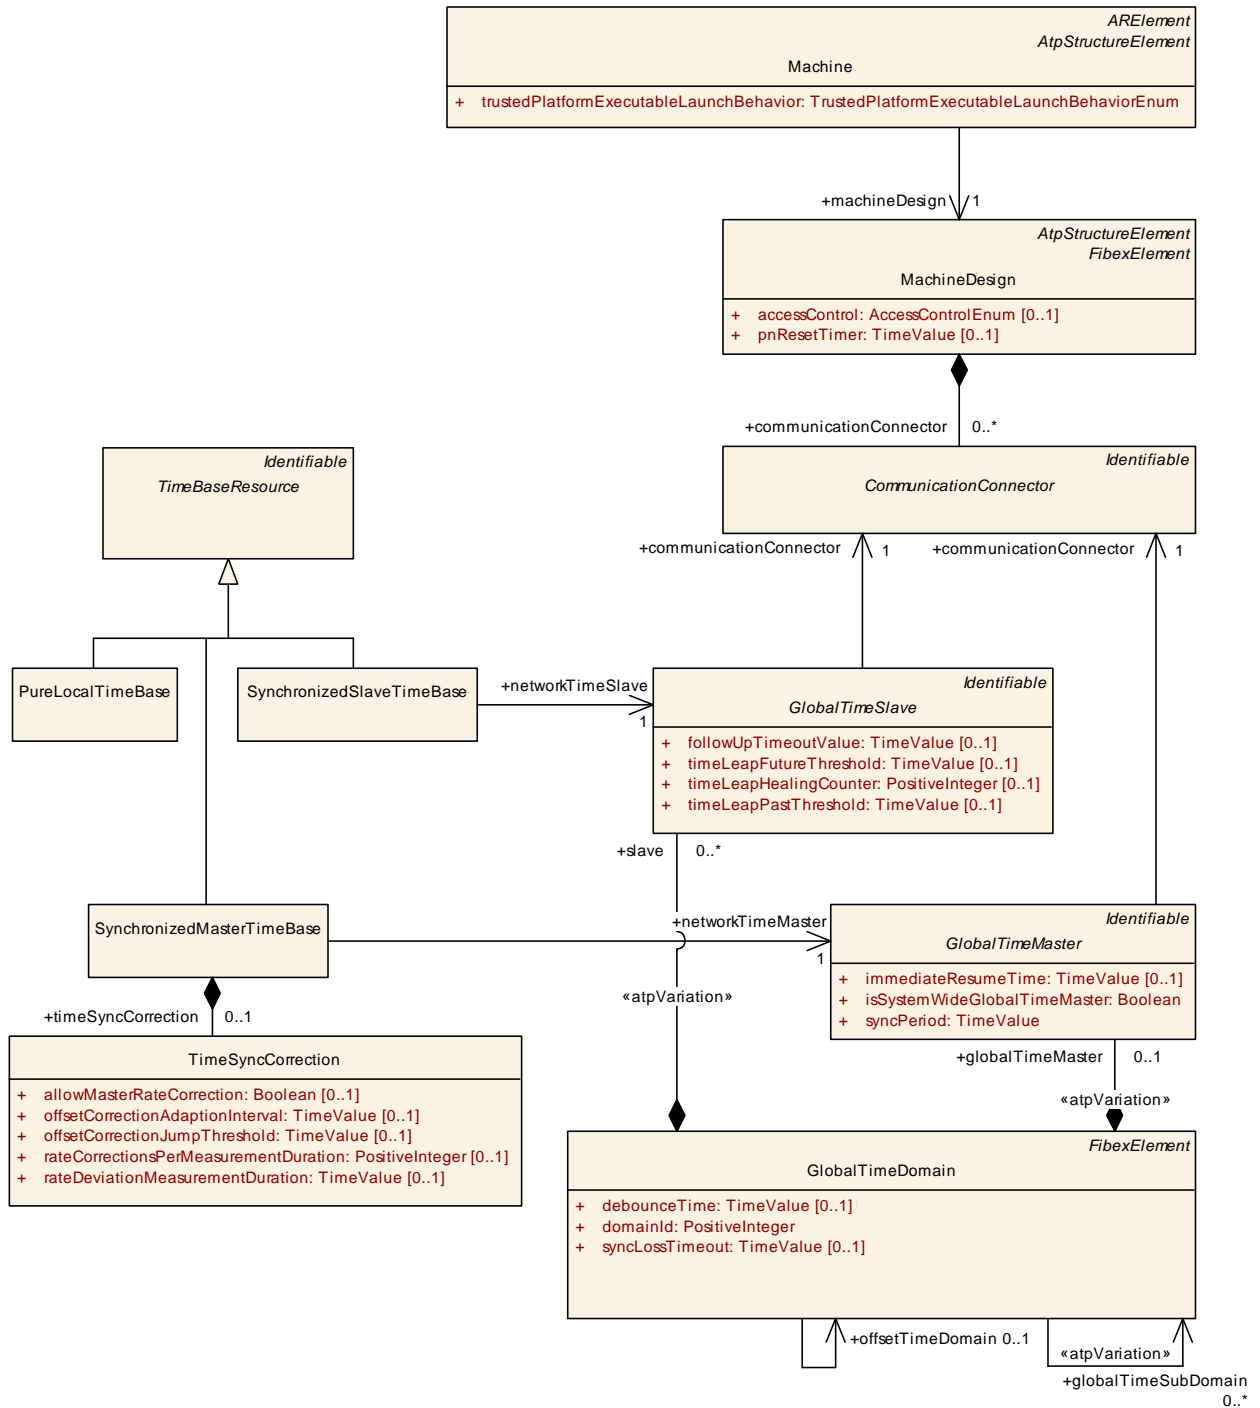 ARElement
AtpStructureElement
Machine
+ trustedPlatformExecutableLaunchBehavior: TrustedPlatformExecutableLaunchBehaviorEnum
+machineDesign 1
AtpStructureElement
FibexElement
MachineDesign
+ accessControl: AccessControlEnum [0..1]
+ pnResetTimer: TimeValue [0..1]
+communicationConnector 0..*
Identifiable
CommunicationConnector
Identifiable
TimeBaseResource
+communicationConnector 1
+communicationConnector 1
PureLocalTimeBase
SynchronizedSlaveTimeBase
+networkTimeSlave
1
Identifiable
GlobalTimeSlave
+ followUpTimeoutValue: TimeValue [0..1]
+ timeLeapFutureThreshold: TimeValue [0..1]
+ timeLeapHealingCounter: PositiveInteger [0..1]
+ timeLeapPastThreshold: TimeValue [0..1]
+slave 0..*
SynchronizedMasterTimeBase
+networkTimeMaster
1
Identifiable
GlobalTimeMaster
+ immediateResumeTime: TimeValue [0..1]
+ isSystemWideGlobalTimeMaster: Boolean
+ syncPeriod: TimeValue
«atpVariation»
+timeSyncCorrection 0..1
TimeSyncCorrection
+ allowMasterRateCorrection: Boolean [0..1]
+ offsetCorrectionAdaptionInterval: TimeValue [0..1]
+ offsetCorrectionJumpThreshold: TimeValue [0..1]
+ rateCorrectionsPerMeasurementDuration: PositiveInteger [0..1]
+ rateDeviationMeasurementDuration: TimeValue [0..1]
+globalTimeMaster 0..1
«atpVariation»
FibexElement
GlobalTimeDomain
+ debounceTime: TimeValue [0..1]
+ domainId: PositiveInteger
+ syncLossTimeout: TimeValue [0..1]
+offsetTimeDomain 0..1
«atpVariation»
+globalTimeSubDomain
0..*